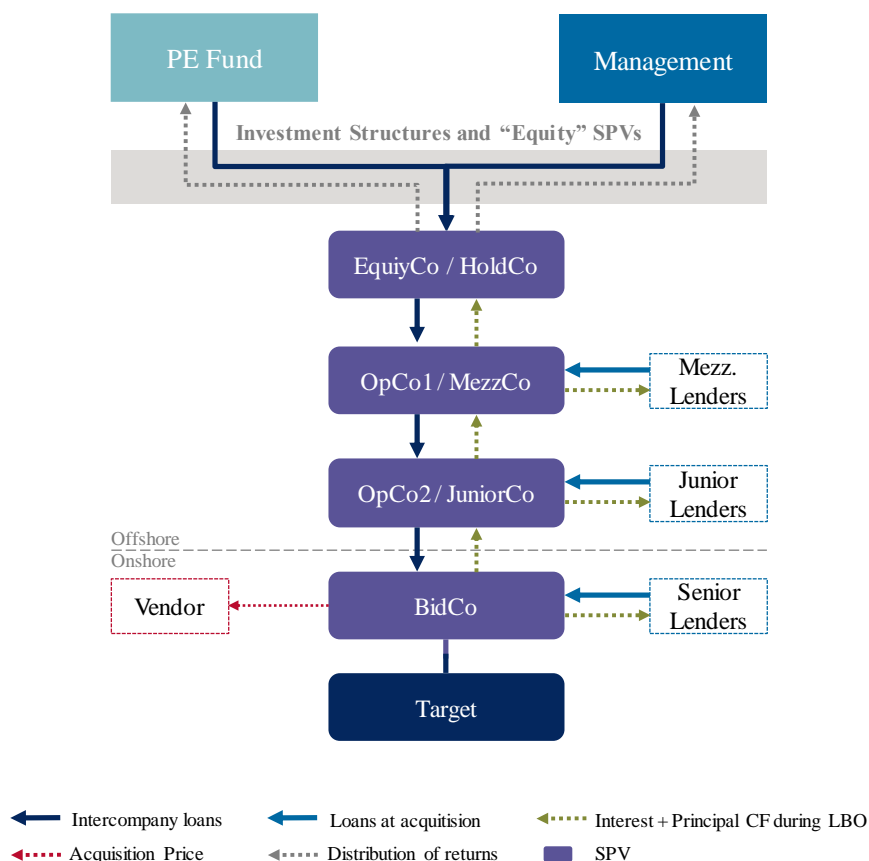 PE Fund
Management
Investment Structures and “Equity” SPVs
EquiyCo / HoldCo
OpCo1 / MezzCo
Mezz.
Lenders
OpCo2 / JuniorCo
Junior
Lenders
Offshore
Onshore
Vendor
BidCo
Senior
Lenders
Target
Intercompany loans
Loans at acquitision
Interest + Principal CF during LBO
Acquisition Price
Distribution of returns
SPV